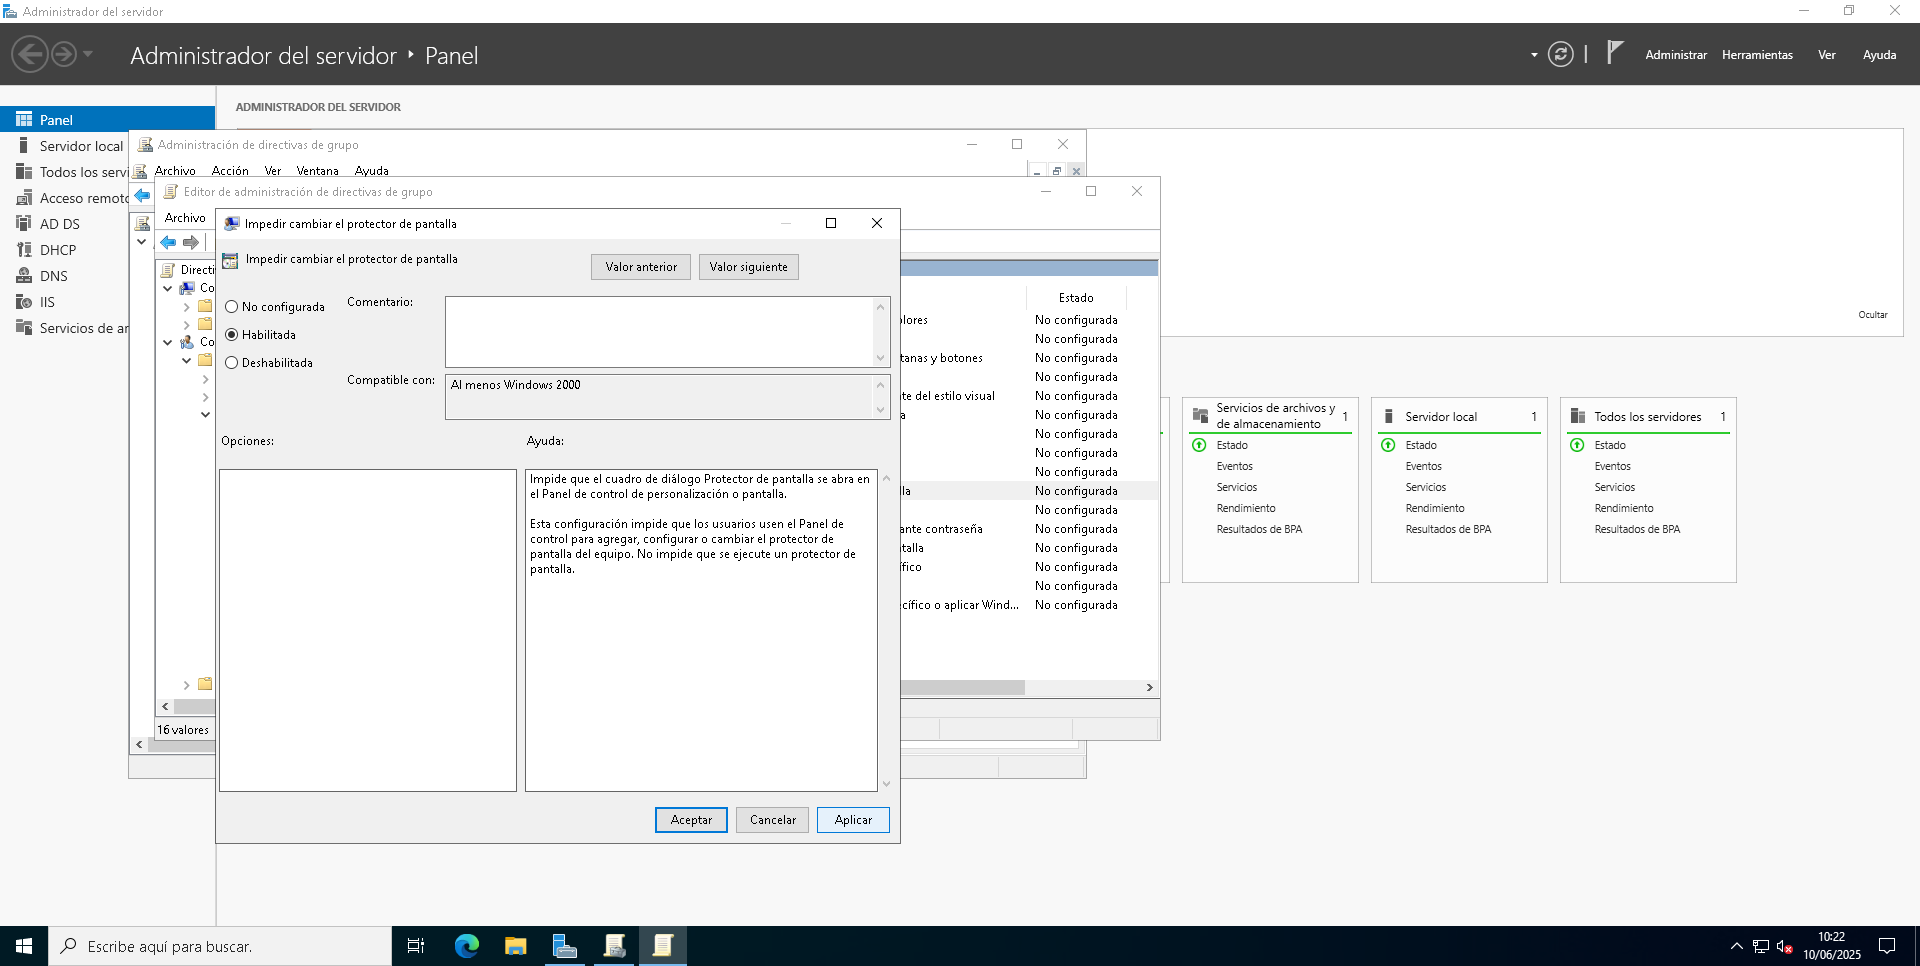 Administrador del servidor
Administrador del servidor ‣ Panel
Administrar Herramientas Ver Ayuda
Panel
Servidor local
Todos los servi
Acceso remoto
AD DS
DHCP
DNS
IIS
Servicios de ar
ADMINISTRADOR DEL SERVIDOR
Ocultar
Administración de directivas de grupo
Archivo Acción Ver Ventana Ayuda
Editor de administración de directivas de grupo
Archivo
Directi
Co
Co
16 valores
Impedir cambiar el protector de pantalla
Impedir cambiar el protector de pantalla
Valor anterior Valor siguiente
No configurada
Habilitada
Deshabilitada
Comentario:
Compatible con:
Al menos Windows 2000
Opciones:
Ayuda:
Impide que el cuadro de diálogo Protector de pantalla se abra en
el Panel de control de personalización o pantalla.
Esta configuración impide que los usuarios usen el Panel de
control para agregar, configurar o cambiar el protector de
pantalla del equipo. No impide que se ejecute un protector de
pantalla.
Aceptar Cancelar Aplicar
Estado
olores No configurada
No configurada
tanas y botones No configurada
No configurada
te del estilo visual No configurada
a No configurada
No configurada
No configurada
No configurada
lla No configurada
No configurada
ante contraseña No configurada
ntalla No configurada
ífico No configurada
No configurada
ecífico o aplicar Wind... No configurada
Servicios de archivos y
de almacenamiento 1
Estado
Eventos
Servicios
Rendimiento
Resultados de BPA
Servidor local 1
Estado
Eventos
Servicios
Rendimiento
Resultados de BPA
Todos los servidores 1
Estado
Eventos
Servicios
Rendimiento
Resultados de BPA
Escribe aquí para buscar.
10:22
10/06/2025